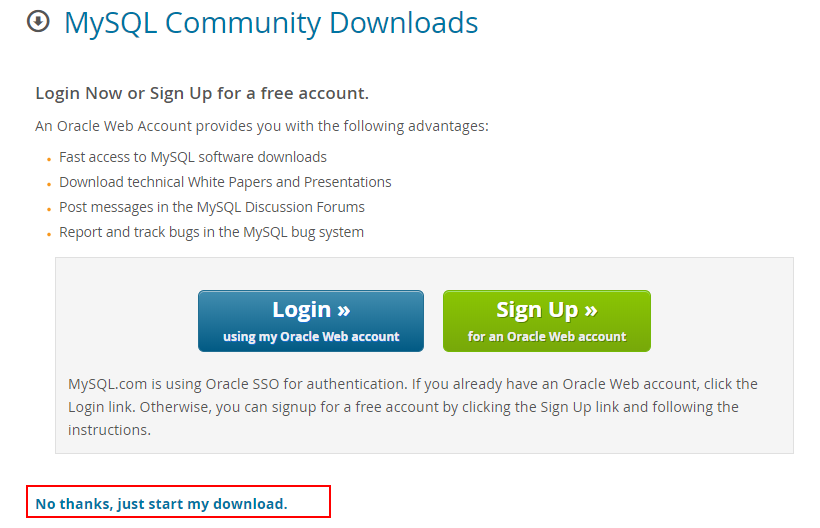 MySQL Community Downloads
Login Now or Sign Up for a free account.
An Oracle Web Account provides you with the following advantages:
Fast access to MySQL software downloads
Download technical White Papers and Presentations
Post messages in the MySQL Discussion Forums
Report and track bugs in the MySQL bug system
Login »
using my Oracle Web account
Sign Up »
for an Oracle Web account
MySQL.com is using Oracle SSO for authentication. If you already have an Oracle Web account, click the
Login link. Otherwise, you can signup for a free account by clicking the Sign Up link and following the
instructions.
No thanks, just start my download.